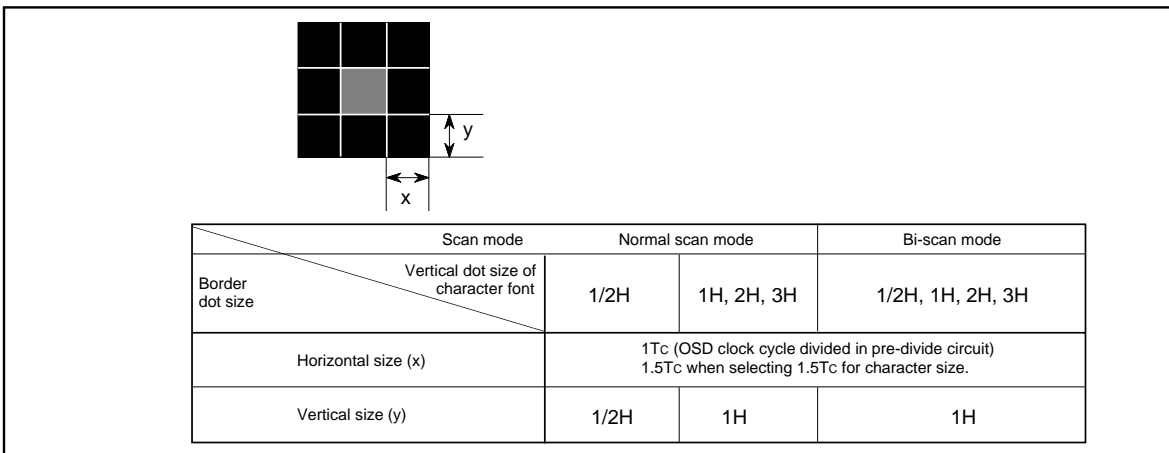 y
x
Scan mode Normal scan mode Bi-scan mode
Border
dot size
Vertical dot size of
character font
1/2H 1H, 2H, 3H 1/2H, 1H, 2H, 3H
Horizontal size (x)
1Tc (OSD clock cycle divided in pre-divide circuit)
1.5Tc when selecting 1.5Tc for character size.
Vertical size (y) 1/2H 1H 1H